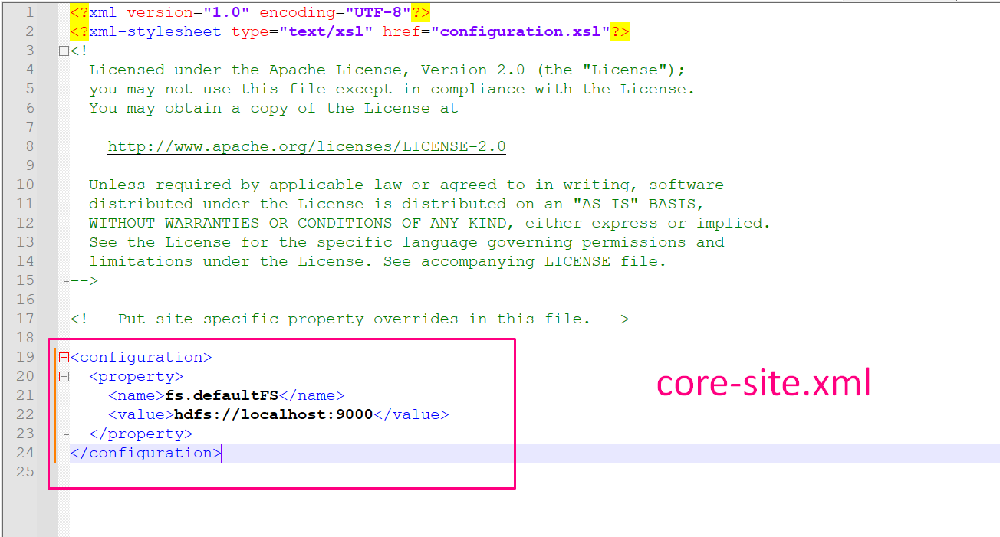 1 <?xml version="1.0" encoding="UTF-8"?>
2 <?xml-stylesheet type="text/xsl" href="configuration.xsl"?>
3 <!--
4   Licensed under the Apache License, Version 2.0 (the "License");
5   you may not use this file except in compliance with the License.
6   You may obtain a copy of the License at
7
8     http://www.apache.org/licenses/LICENSE-2.0
9
10   Unless required by applicable law or agreed to in writing, software
11   distributed under the License is distributed on an "AS IS" BASIS,
12   WITHOUT WARRANTIES OR CONDITIONS OF ANY KIND, either express or implied.
13   See the License for the specific language governing permissions and
14   limitations under the License. See accompanying LICENSE file.
15 -->
16
17 <!-- Put site-specific property overrides in this file. -->
18
19 <configuration>
20   <property>
21     <name>fs.defaultFS</name>
22     <value>hdfs://localhost:9000</value>
23   </property>
24 </configuration>
25
core-site.xml